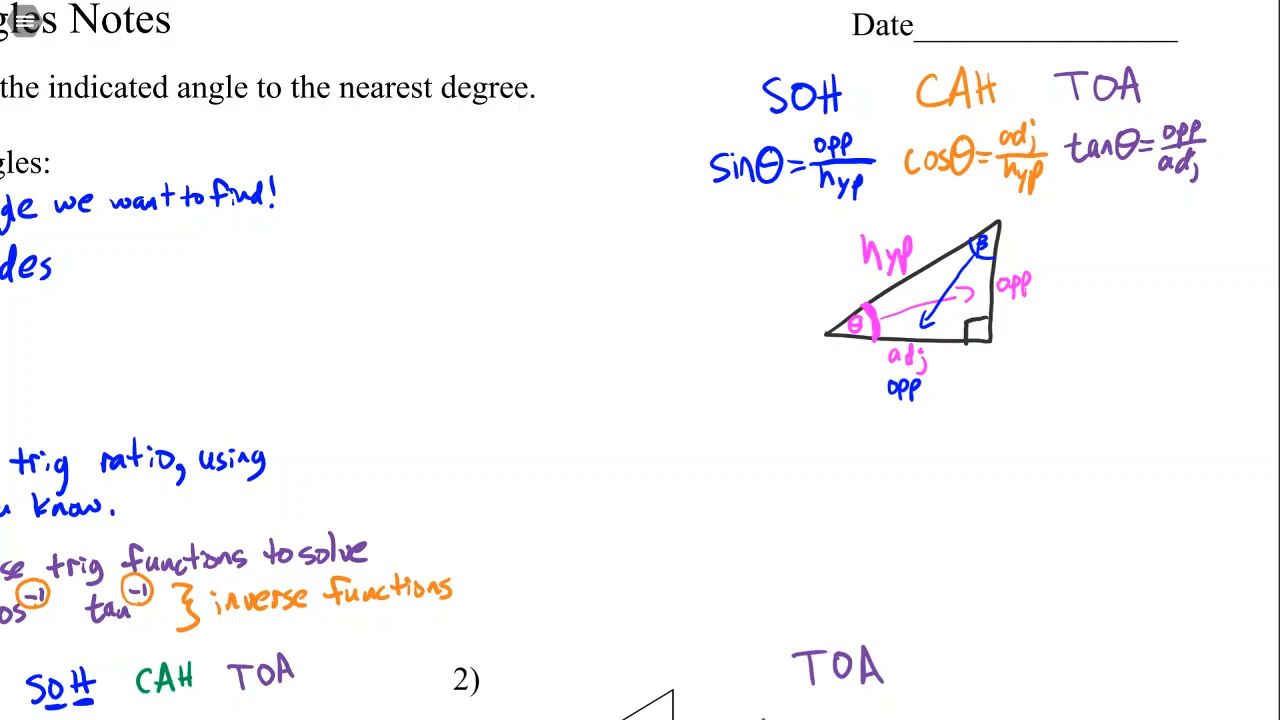 gles Notes
Date
the indicated angle to the nearest degree.
SOH CAH TOA
gles:
sinθ = opp/hyp cosθ = adj/hyp tanθ = opp/adj
gle we want to find!
des
hyp
β
opp
θ
adj
opp
trig ratio, using
u know.
se trig functions to solve
os⁻¹ tan⁻¹ } inverse functions
SOH CAH TOA
2)
TOA